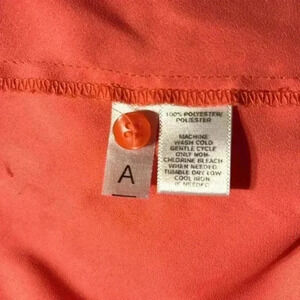 100% POLYESTER/
POLIESTER
MACHINE
WASH COLD
GENTLE CYCLE
ONLY NON-
CHLORINE BLEACH
WHEN NEEDED
TUMBLE DRY LOW
COOL IRON
IF NEEDED
A